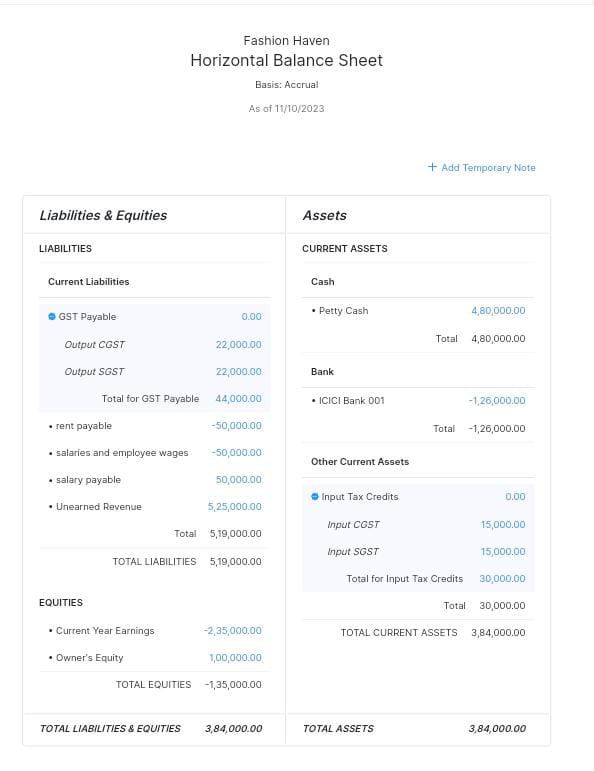 Fashion Haven
Horizontal Balance Sheet
Basis: Accrual
As of 11/10/2023
+ Add Temporary Note
Liabilities & Equities
LIABILITIES
Current Liabilities
GST Payable 0.00
Output CGST 22,000.00
Output SGST 22,000.00
Total for GST Payable 44,000.00
• rent payable -50,000.00
• salaries and employee wages -50,000.00
• salary payable 50,000.00
• Unearned Revenue 5,25,000.00
Total 5,19,000.00
TOTAL LIABILITIES 5,19,000.00
EQUITIES
• Current Year Earnings -2,35,000.00
• Owner's Equity 1,00,000.00
TOTAL EQUITIES -1,35,000.00
TOTAL LIABILITIES & EQUITIES 3,84,000.00
Assets
CURRENT ASSETS
Cash
• Petty Cash 4,80,000.00
Total 4,80,000.00
Bank
• ICICI Bank 001 -1,26,000.00
Total -1,26,000.00
Other Current Assets
Input Tax Credits 0.00
Input CGST 15,000.00
Input SGST 15,000.00
Total for Input Tax Credits 30,000.00
Total 30,000.00
TOTAL CURRENT ASSETS 3,84,000.00
TOTAL ASSETS 3,84,000.00